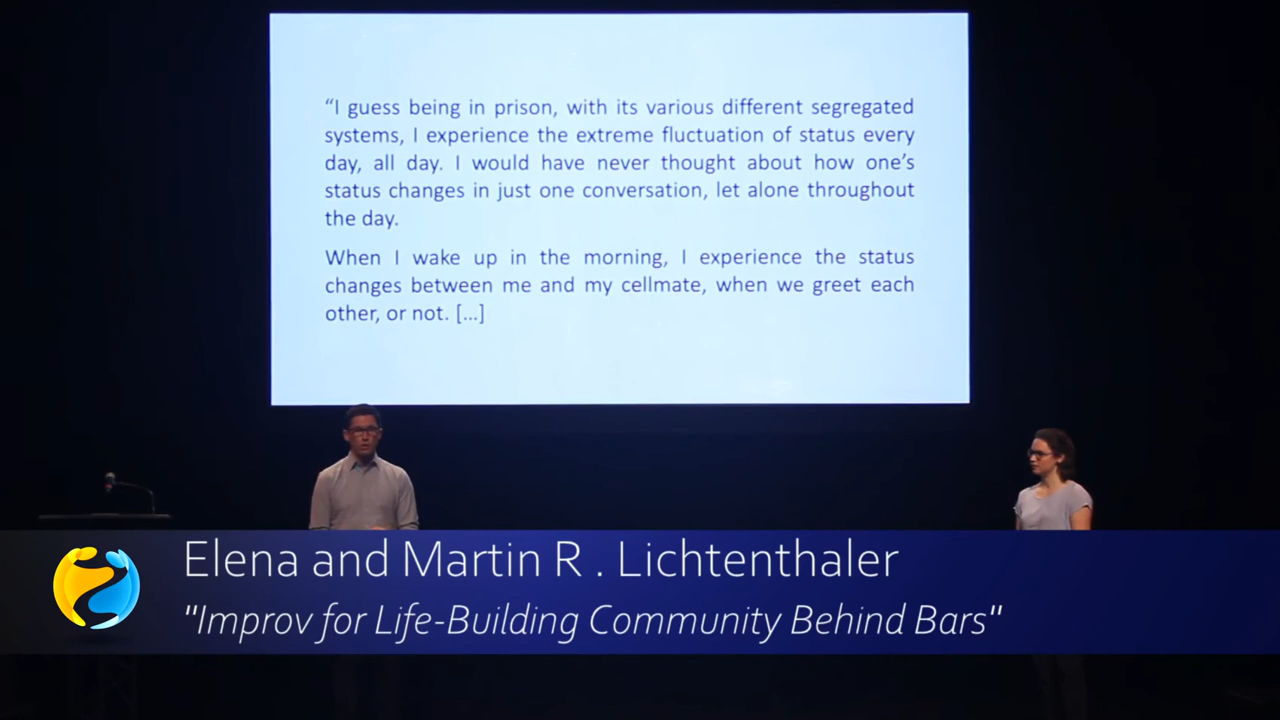 “I guess being in prison, with its various different segregated
systems, I experience the extreme fluctuation of status every
day, all day. I would have never thought about how one’s
status changes in just one conversation, let alone throughout
the day.
When I wake up in the morning, I experience the status
changes between me and my cellmate, when we greet each
other, or not. […]
Elena and Martin R . Lichtenthaler
"Improv for Life-Building Community Behind Bars"